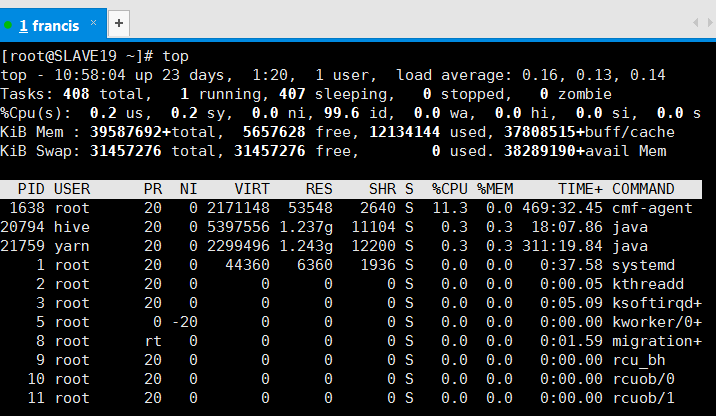 1 francis
[root@SLAVE19 ~]# top
top - 10:58:04 up 23 days,  1:20,  1 user,  load average: 0.16, 0.13, 0.14
Tasks: 408 total,   1 running, 407 sleeping,   0 stopped,   0 zombie
%Cpu(s):  0.2 us,  0.2 sy,  0.0 ni, 99.6 id,  0.0 wa,  0.0 hi,  0.0 si,  0.0 s
KiB Mem : 39587692+total,  5657628 free, 12134144 used, 37808515+buff/cache
KiB Swap: 31457276 total, 31457276 free,        0 used. 38289190+avail Mem
PID USER      PR  NI    VIRT    RES    SHR S  %CPU %MEM     TIME+ COMMAND
1638 root      20   0 2171148  53548   2640 S  11.3  0.0 469:32.45 cmf-agent
20794 hive      20   0 5397556 1.237g  11104 S   0.3  0.3  18:07.86 java
21759 yarn      20   0 2299496 1.243g  12200 S   0.3  0.3 311:19.84 java
1 root      20   0   44360   6360   1936 S   0.0  0.0   0:37.58 systemd
2 root      20   0       0      0      0 S   0.0  0.0   0:00.05 kthreadd
3 root      20   0       0      0      0 S   0.0  0.0   0:05.09 ksoftirqd+
5 root       0 -20       0      0      0 S   0.0  0.0   0:00.00 kworker/0+
8 root      rt   0       0      0      0 S   0.0  0.0   0:01.59 migration+
9 root      20   0       0      0      0 S   0.0  0.0   0:00.00 rcu_bh
10 root      20   0       0      0      0 S   0.0  0.0   0:00.00 rcuob/0
11 root      20   0       0      0      0 S   0.0  0.0   0:00.00 rcuob/1